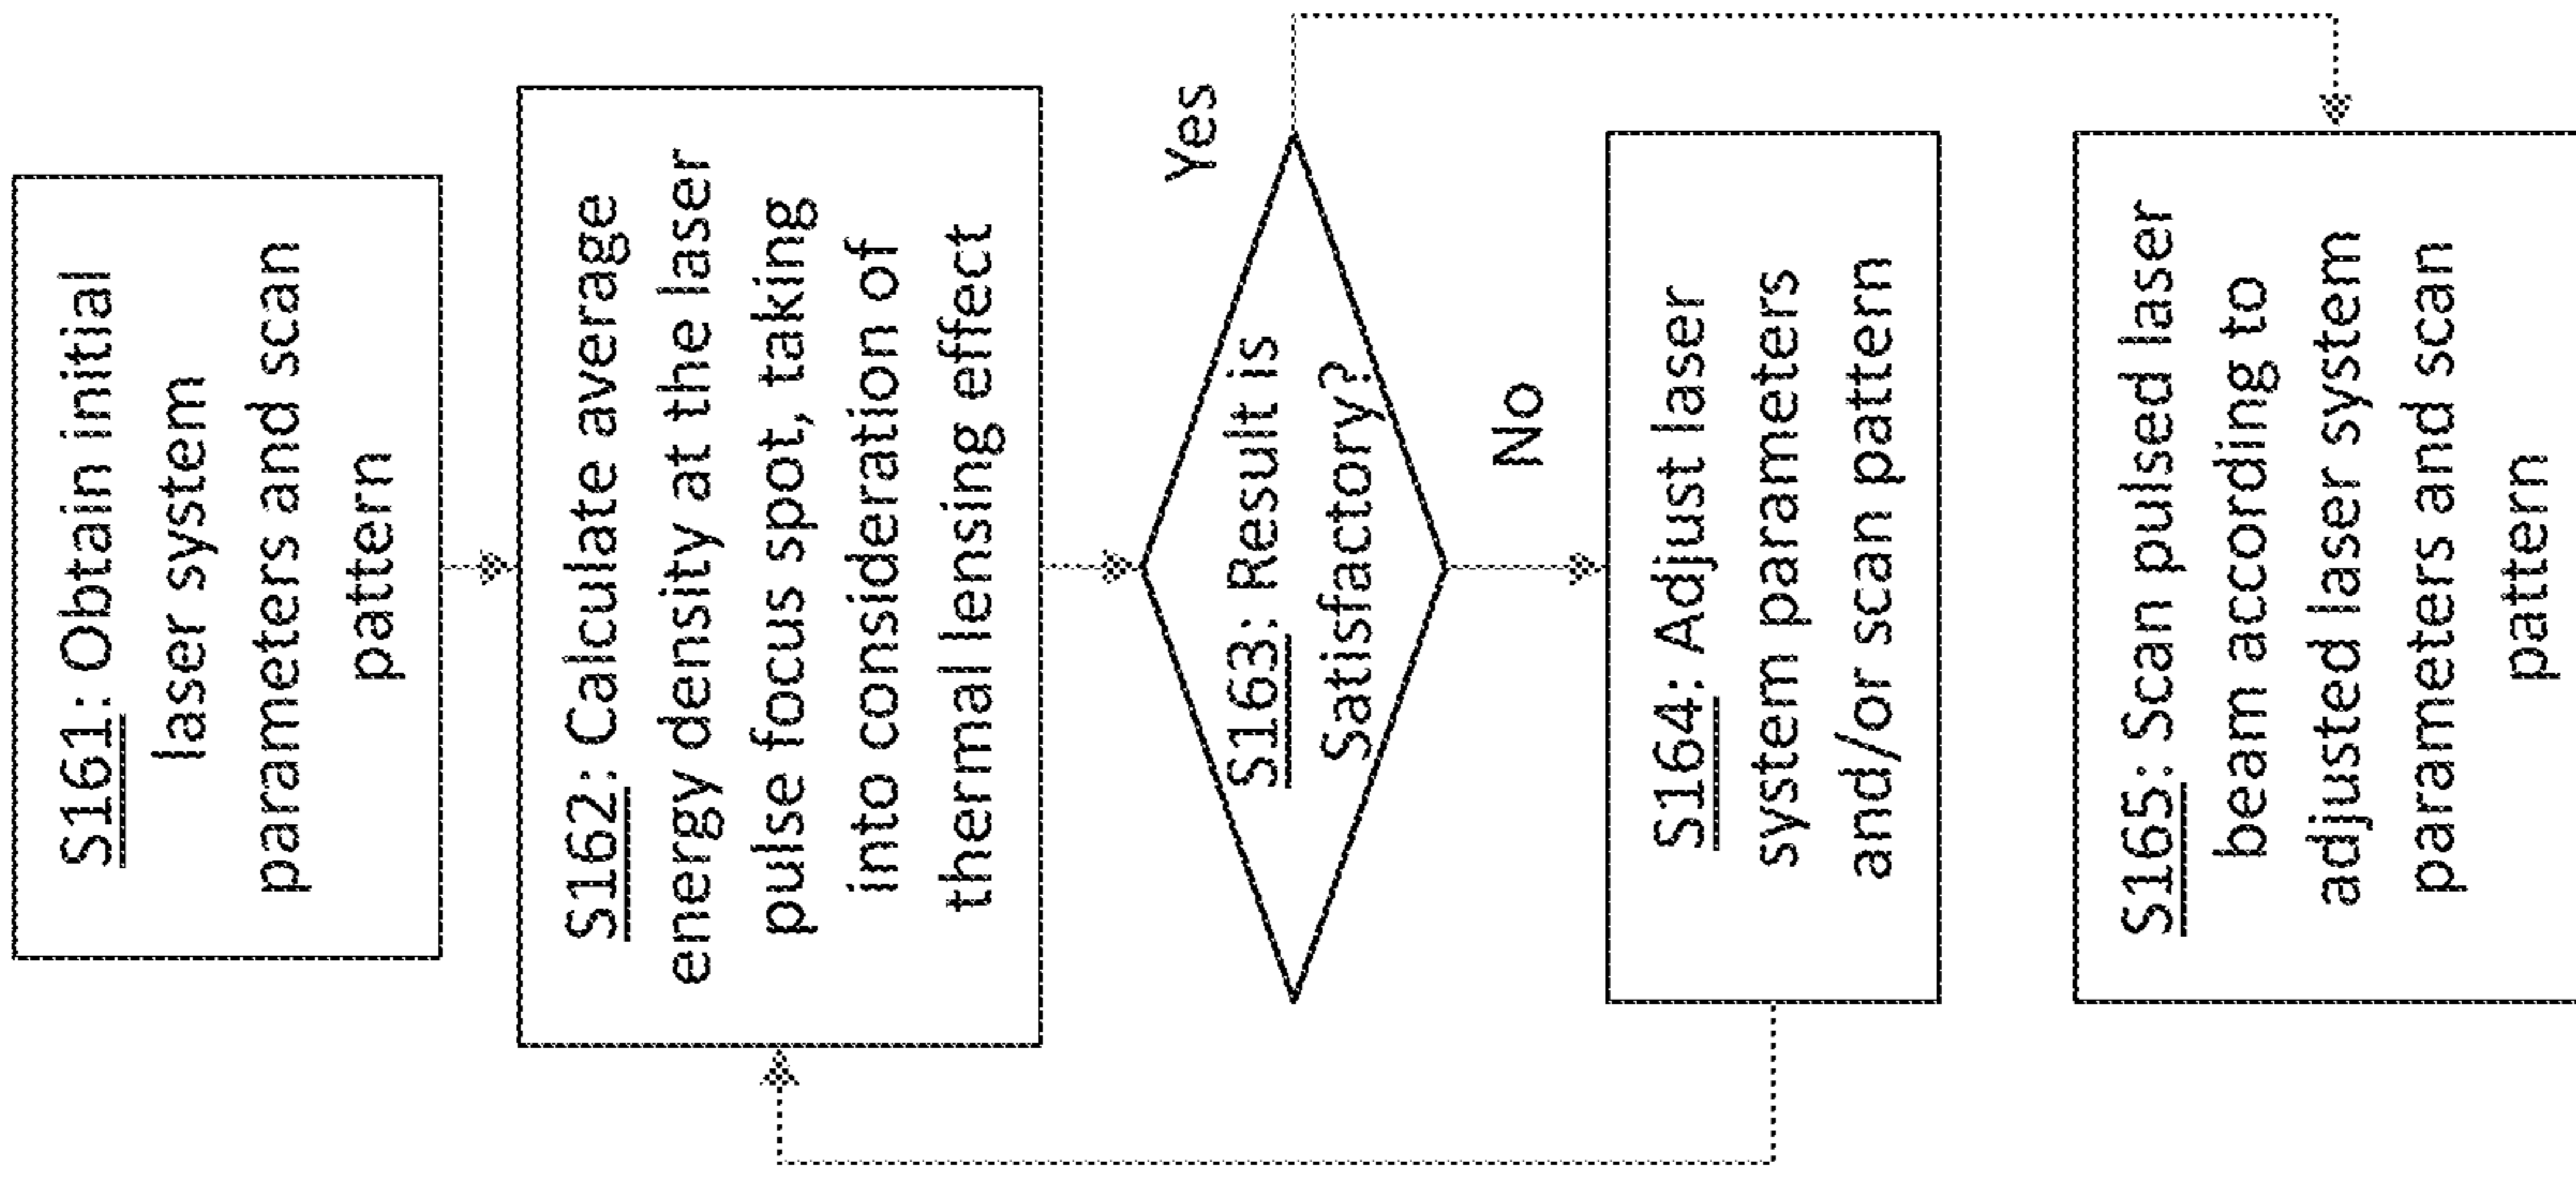 S161: Obtain initial
laser system
parameters and scan
pattern
S162: Calculate average
energy density at the laser
pulse focus spot, taking
into consideration of
thermal lensing effect
S163: Result is
Satisfactory?
Yes
No
S164: Adjust laser
system parameters
and/or scan pattern
S165: Scan pulsed laser
beam according to
adjusted laser system
parameters and scan
pattern